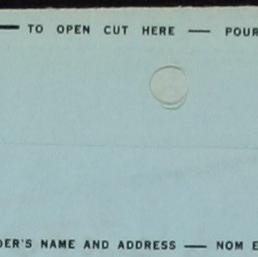 — TO OPEN CUT HERE — POUR
DER'S NAME AND ADDRESS — NOM